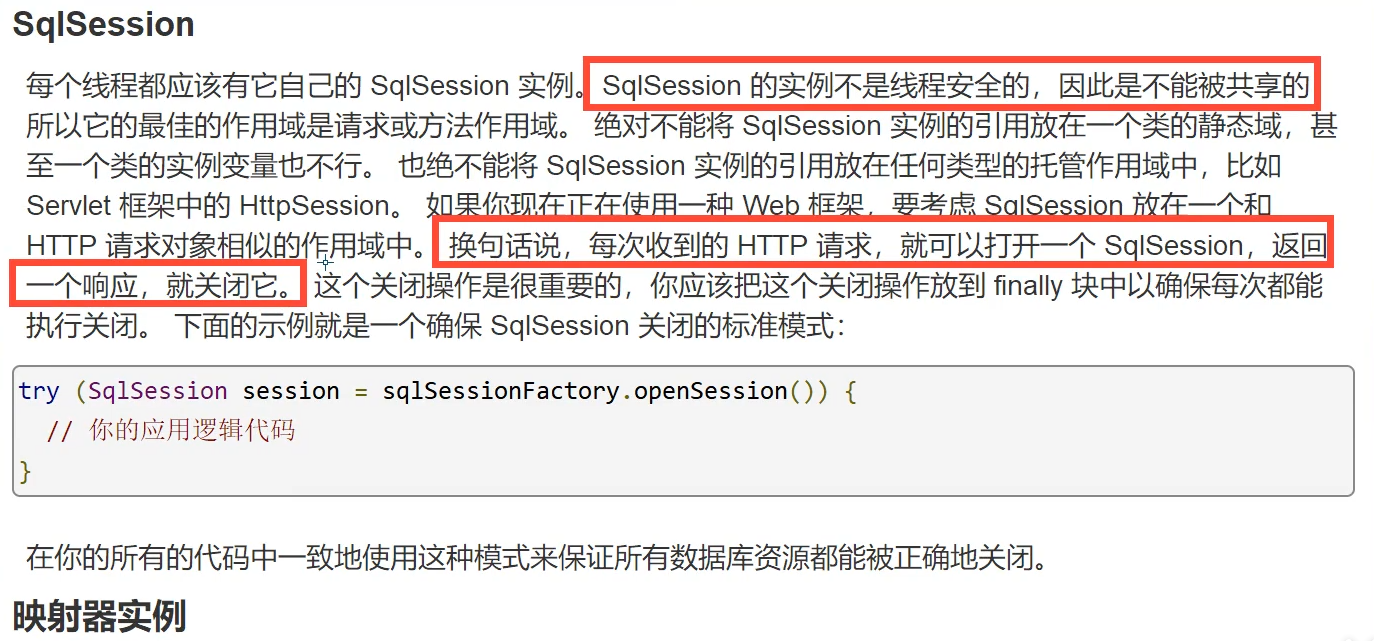 SqlSession
每个线程都应该有它自己的 SqlSession 实例。 SqlSession 的实例不是线程安全的，因此是不能被共享的
所以它的最佳的作用域是请求或方法作用域。 绝对不能将 SqlSession 实例的引用放在一个类的静态域，甚
至一个类的实例变量也不行。 也绝不能将 SqlSession 实例的引用放在任何类型的托管作用域中，比如
Servlet 框架中的 HttpSession。 如果你现在正在使用一种 Web 框架，要考虑 SqlSession 放在一个和
HTTP 请求对象相似的作用域中。 换句话说，每次收到的 HTTP 请求，就可以打开一个 SqlSession，返回
一个响应，就关闭它。 这个关闭操作是很重要的，你应该把这个关闭操作放到 finally 块中以确保每次都能
执行关闭。 下面的示例就是一个确保 SqlSession 关闭的标准模式：
try (SqlSession session = sqlSessionFactory.openSession()) {
// 你的应用逻辑代码
}
在你的所有的代码中一致地使用这种模式来保证所有数据库资源都能被正确地关闭。
映射器实例